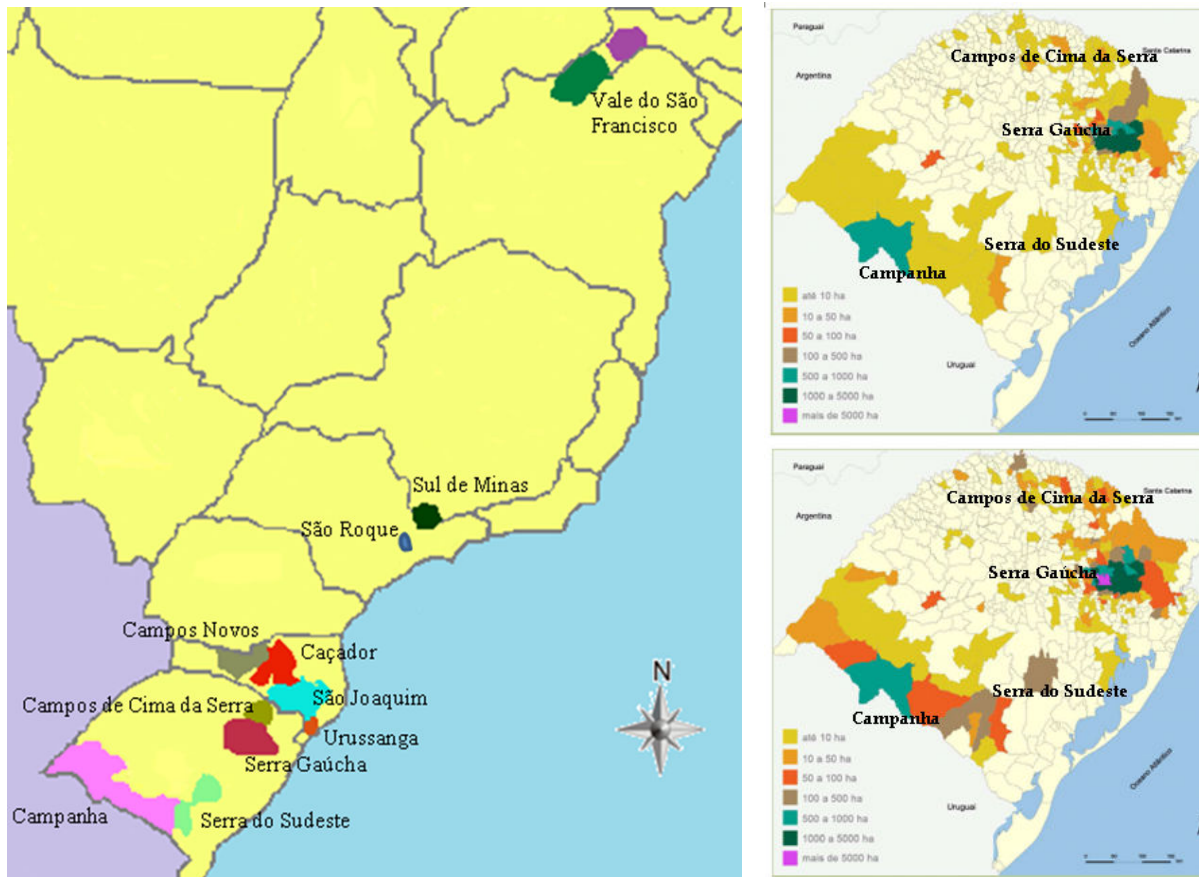 Vale do São
Francisco
Sul de Minas
São Roque
Campos Novos
Caçador
São Joaquim
Campos de Cima da Serra
Urussanga
Serra Gaúcha
Campanha
Serra do Sudeste
N
Paraguai
Campos de Cima da Serra
Santa Catarina
Argentina
Serra Gaúcha
Serra do Sudeste
Campanha
até 10 ha
10 a 50 ha
50 a 100 ha
100 a 500 ha
500 a 1000 ha
1000 a 5000 ha
mais de 5000 ha
Oceano Atlântico
Uruguai
Paraguai
Campos de Cima da Serra
Santa Catarina
Argentina
Serra Gaúcha
Serra do Sudeste
Campanha
até 10 ha
10 a 50 ha
50 a 100 ha
100 a 500 ha
500 a 1000 ha
1000 a 5000 ha
mais de 5000 ha
Oceano Atlântico
Uruguai